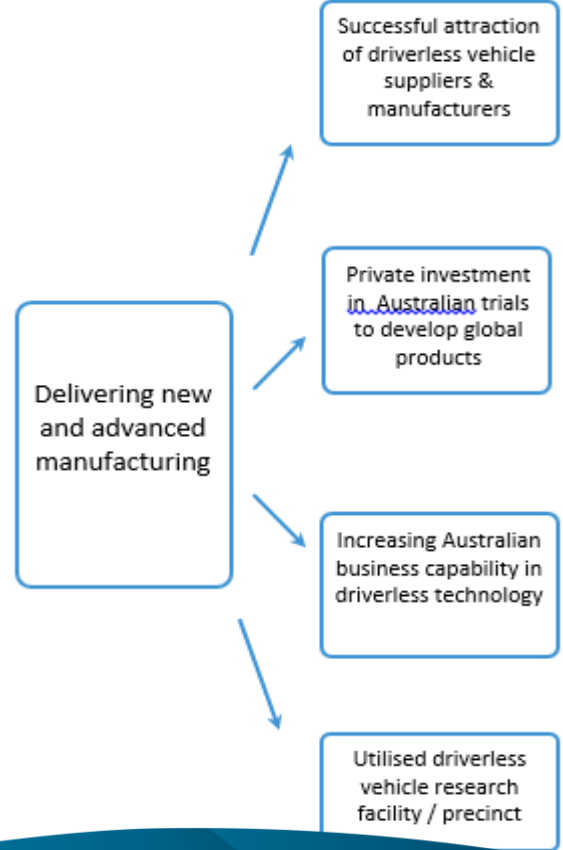 Successful attraction
of driverless vehicle
suppliers &
manufacturers
Private investment
in Australian trials
to develop global
products
Delivering new
and advanced
manufacturing
Increasing Australian
business capability in
driverless technology
Utilised driverless
vehicle research
facility / precinct